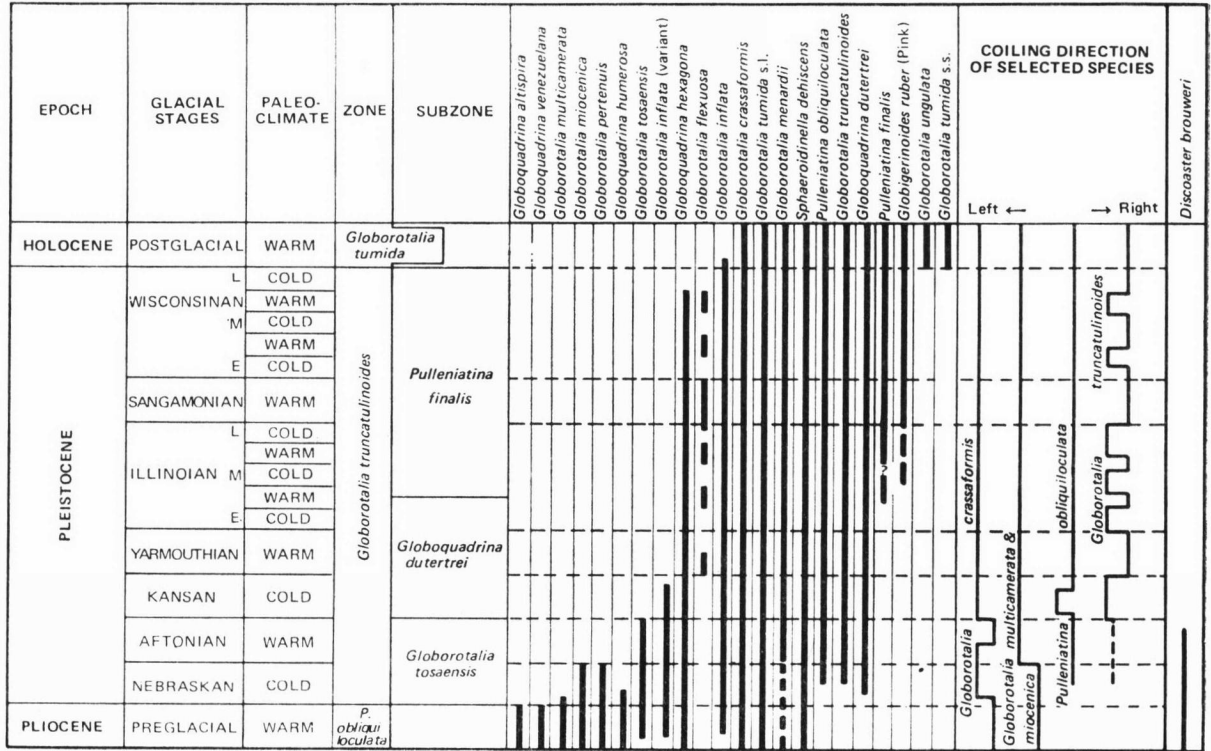 EPOCH
GLACIAL STAGES
PALEO-CLIMATE
ZONE
SUBZONE
Globoquadrina altispira
Globoquadrina venezuelana
Globorotalia multicamerata
Globorotalia miocenica
Globorotalia pertenuis
Globoquadrina humerosa
Globorotalia tosaensis
Globorotalia inflata (variant)
Globoquadrina hexagona
Globorotalia flexuosa
Globorotalia inflata
Globorotalia crassaformis
Globorotalia tumida s.l.
Globorotalia menardii
Sphaeroidinella dehiscens
Pulleniatina obliquiloculata
Globorotalia truncatulinoides
Globoquadrina dutertrei
Pulleniatina finalis
Globigerinoides ruber (Pink)
Globorotalia ungulata
Globorotalia tumida s.s.
COILING DIRECTION
OF SELECTED SPECIES
Left ← → Right
Discoaster brouweri
HOLOCENE
POSTGLACIAL
WARM
Globorotalia
tumida
PLEISTOCENE
WISCONSINAN
L
M
E
COLD
WARM
COLD
WARM
COLD
SANGAMONIAN
WARM
ILLINOIAN
L
M
E.
COLD
WARM
COLD
WARM
COLD
YARMOUTHIAN
WARM
KANSAN
COLD
AFTONIAN
WARM
NEBRASKAN
COLD
Globorotalia truncatulinoides
Pulleniatina
finalis
Globoquadrina
dutertrei
Globorotalia
tosaensis
?
Globorotalia crassaformis
Globorotalia multicamerata &
miocenica
Pulleniatina obliquiloculata
Globorotalia truncatulinoides
PLIOCENE
PREGLACIAL
WARM
P.
obliqui
loculata